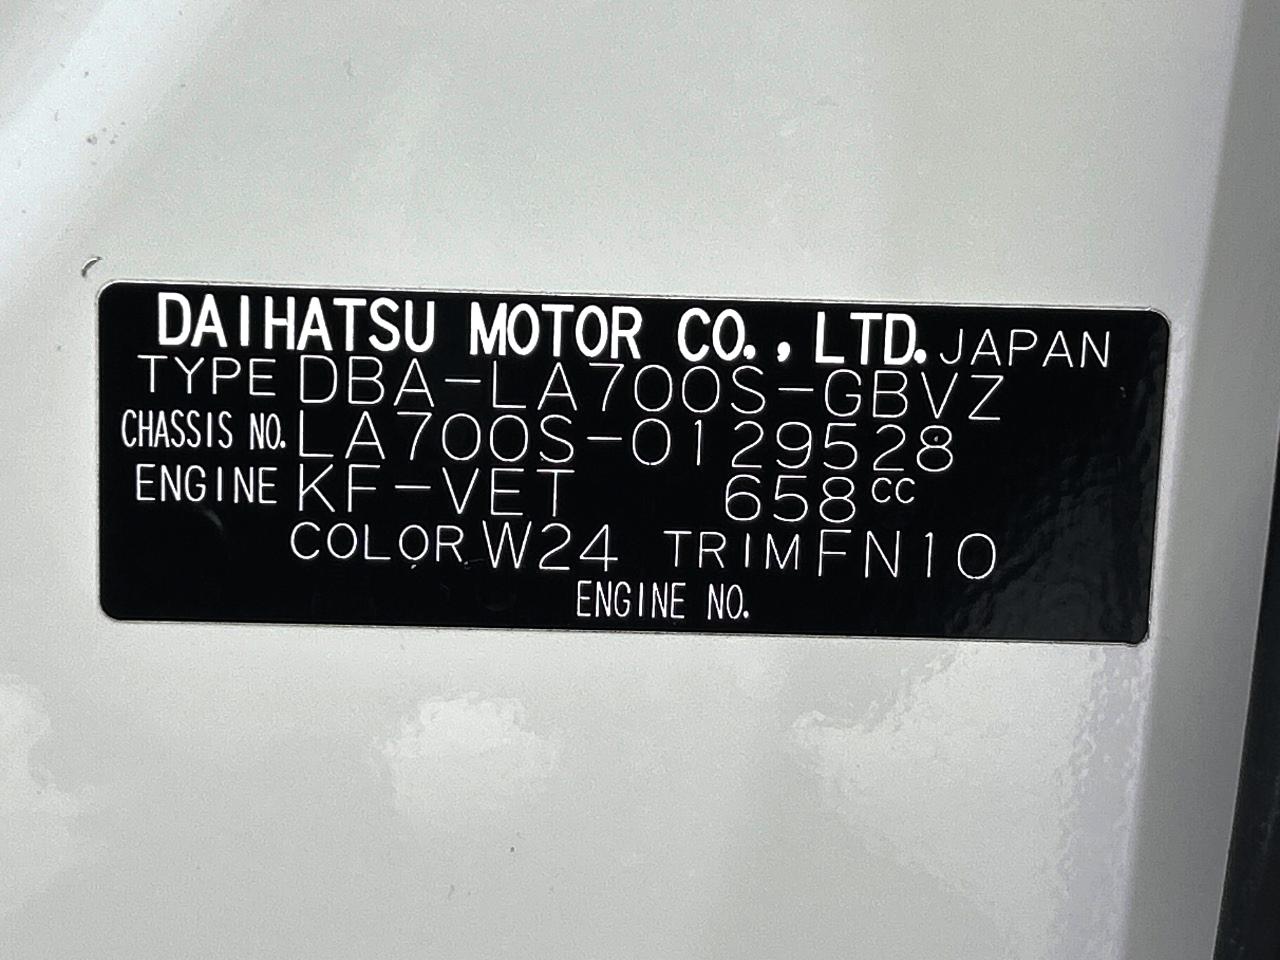 DAIHATSU MOTOR CO., LTD. JAPAN
TYPE DBA-LA700S-GBVZ
CHASSIS NO. LA700S-0129528
ENGINE KF-VET 658CC
COLOR W24 TRIM FN10
ENGINE NO.